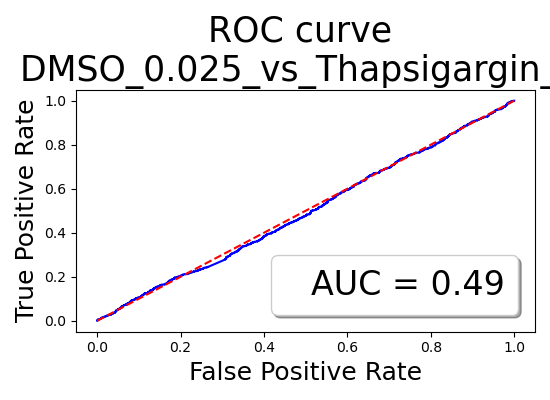 ROC curve
DMSO_0.025_vs_Thapsigargin_
True Positive Rate
1.0
0.8
0.6
0.4
0.2
0.0
AUC = 0.49
0.0 0.2 0.4 0.6 0.8 1.0
False Positive Rate